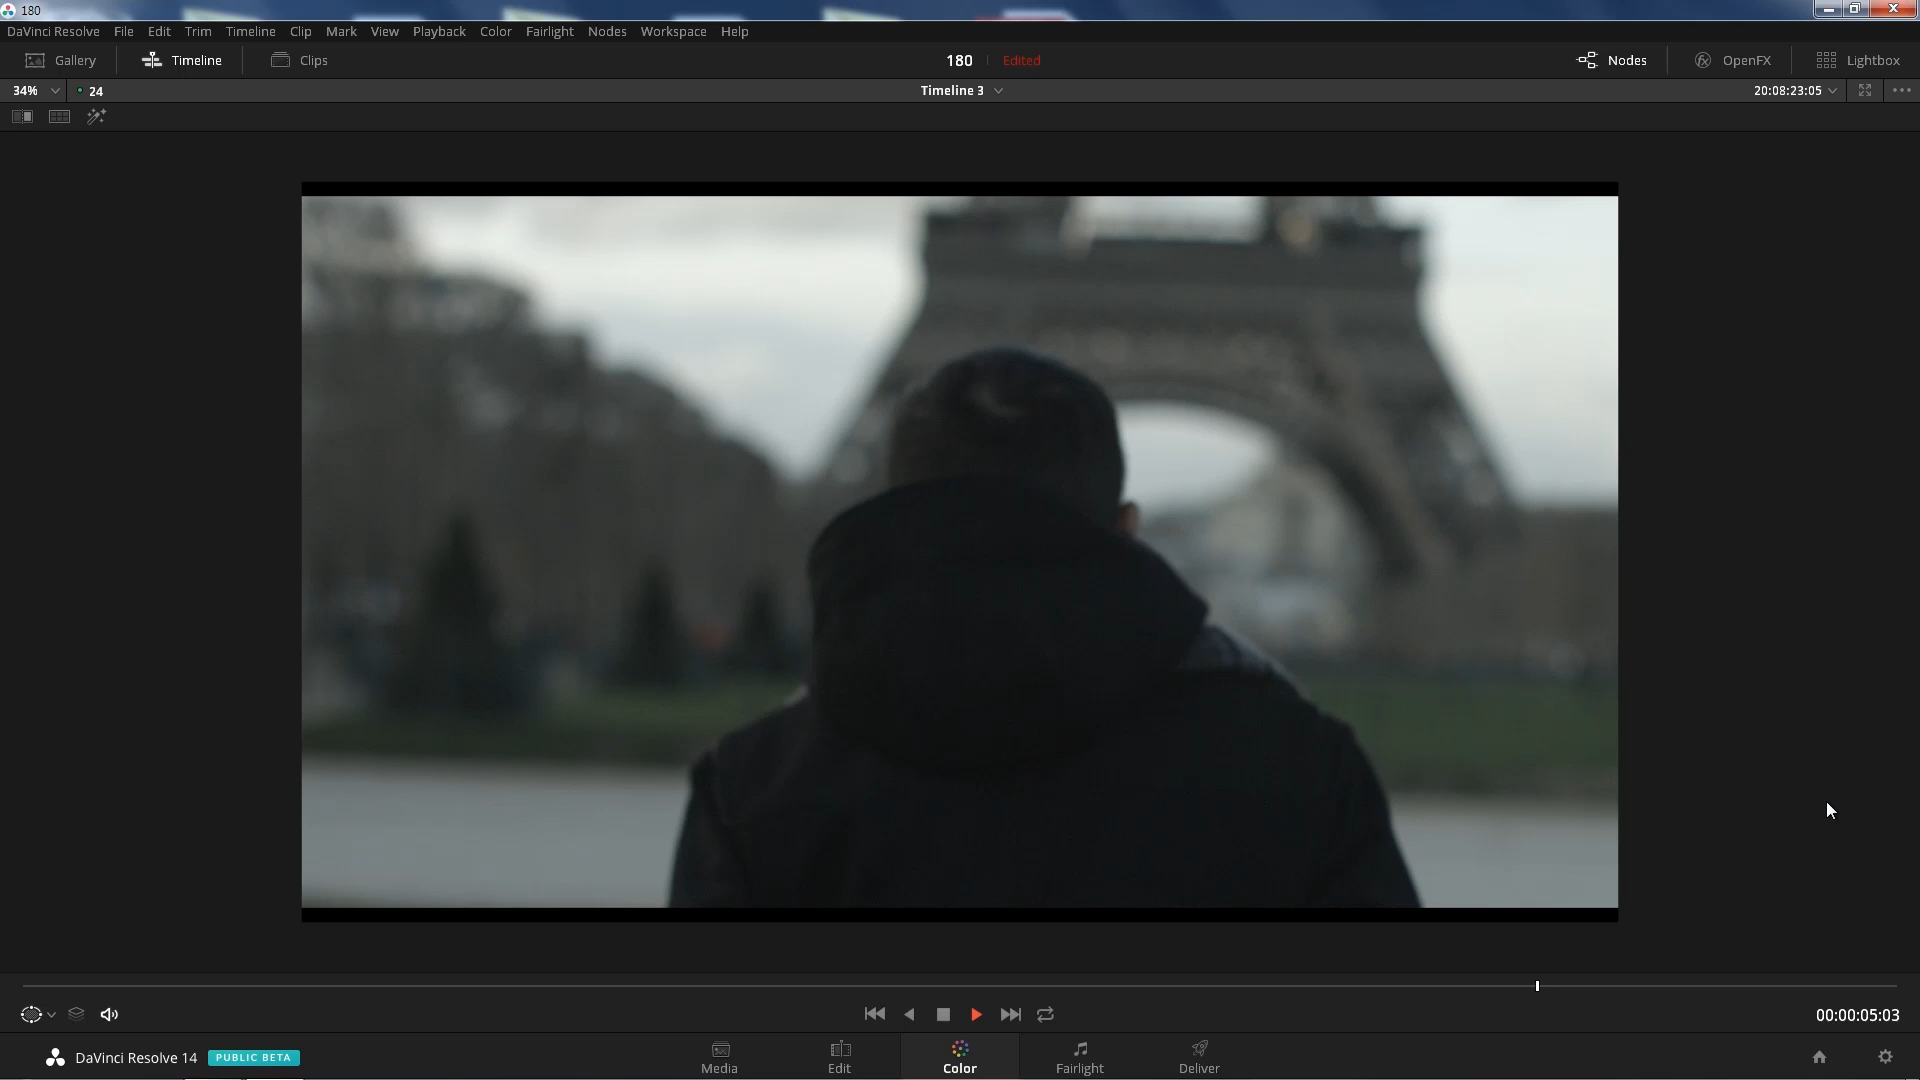 180
DaVinci Resolve File Edit Trim Timeline Clip Mark View Playback Color Fairlight Nodes Workspace Help
Gallery Timeline Clips 180 Edited Nodes OpenFX Lightbox
34% 24 Timeline 3 20:08:23:05
00:00:05:03
DaVinci Resolve 14 PUBLIC BETA Media Edit Color Fairlight Deliver